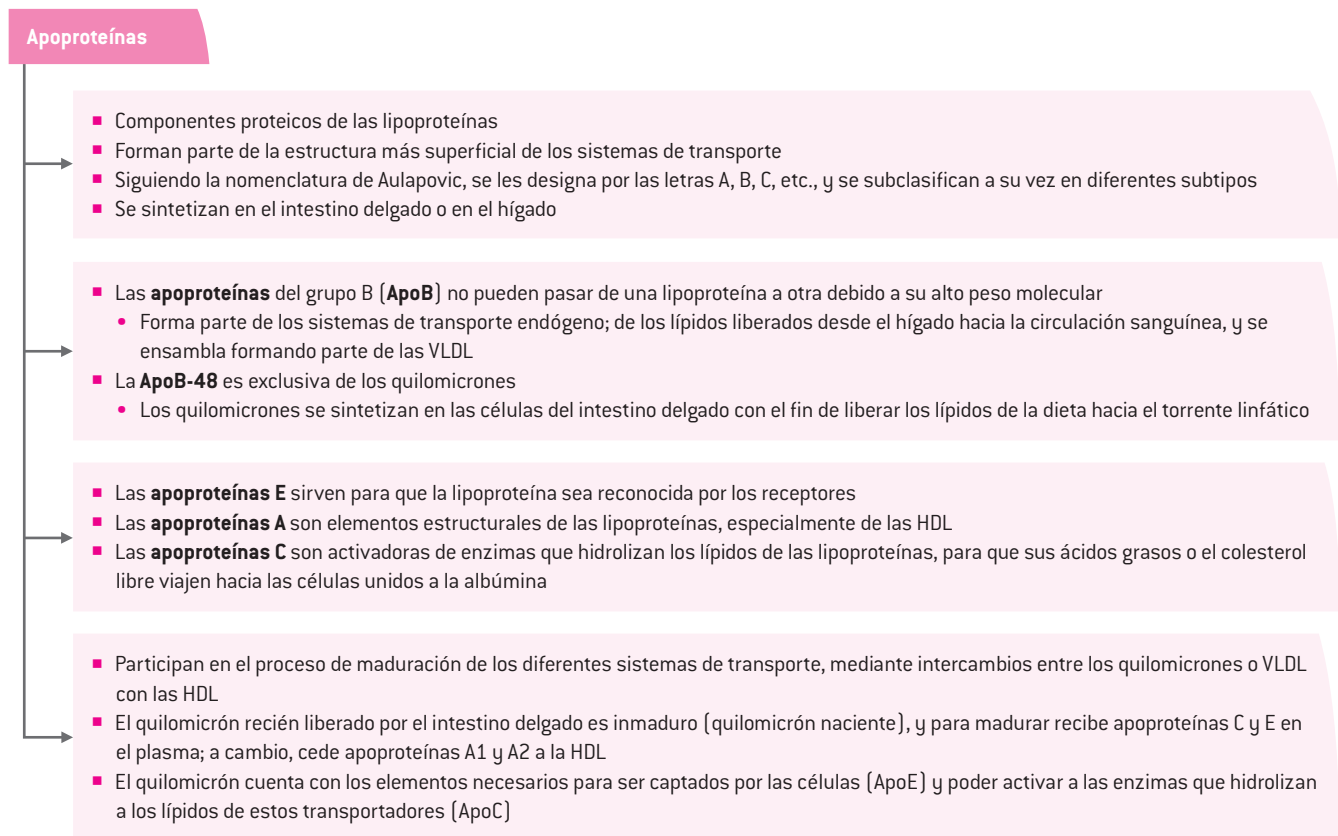 Apoproteínas
■ Componentes proteicos de las lipoproteínas
■ Forman parte de la estructura más superficial de los sistemas de transporte
■ Siguiendo la nomenclatura de Aulapovic, se les designa por las letras A, B, C, etc., y se subclasifican a su vez en diferentes subtipos
■ Se sintetizan en el intestino delgado o en el hígado
■ Las apoproteínas del grupo B (ApoB) no pueden pasar de una lipoproteína a otra debido a su alto peso molecular
• Forma parte de los sistemas de transporte endógeno; de los lípidos liberados desde el hígado hacia la circulación sanguínea, y se
ensambla formando parte de las VLDL
■ La ApoB-48 es exclusiva de los quilomicrones
• Los quilomicrones se sintetizan en las células del intestino delgado con el fin de liberar los lípidos de la dieta hacia el torrente linfático
■ Las apoproteínas E sirven para que la lipoproteína sea reconocida por los receptores
■ Las apoproteínas A son elementos estructurales de las lipoproteínas, especialmente de las HDL
■ Las apoproteínas C son activadoras de enzimas que hidrolizan los lípidos de las lipoproteínas, para que sus ácidos grasos o el colesterol
libre viajen hacia las células unidos a la albúmina
■ Participan en el proceso de maduración de los diferentes sistemas de transporte, mediante intercambios entre los quilomicrones o VLDL
con las HDL
■ El quilomicrón recién liberado por el intestino delgado es inmaduro (quilomicrón naciente), y para madurar recibe apoproteínas C y E en
el plasma; a cambio, cede apoproteínas A1 y A2 a la HDL
■ El quilomicrón cuenta con los elementos necesarios para ser captados por las células (ApoE) y poder activar a las enzimas que hidrolizan
a los lípidos de estos transportadores (ApoC)